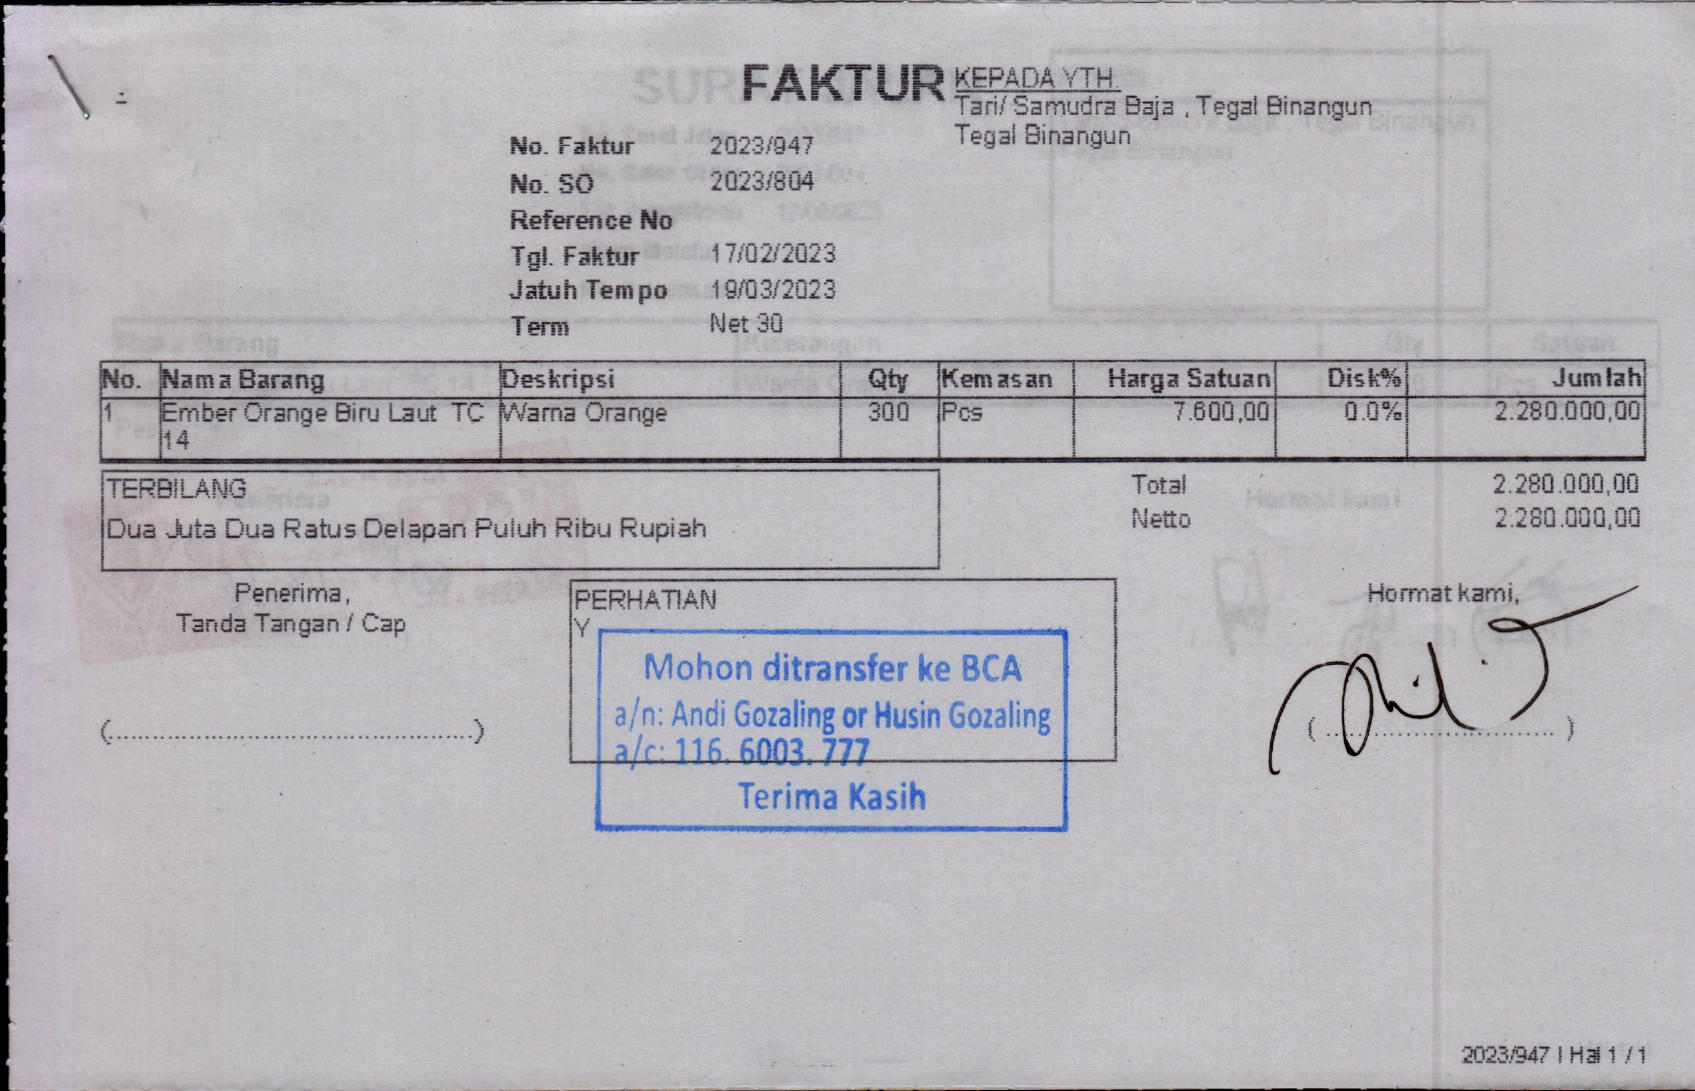 FAKTUR
KEPADA YTH.
Tari/ Samudra Baja , Tegal Binangun
Tegal Binangun
No. Faktur 2023/947
No. SO 2023/804
Reference No
Tgl. Faktur 17/02/2023
Jatuh Tempo 19/03/2023
Term Net 30
No. Nama Barang Deskripsi Qty Kemasan Harga Satuan Disk% Jumlah
1 Ember Orange Biru Laut TC Warna Orange 300 Pcs 7.600,00 0.0% 2.280.000,00
14
TERBILANG
Dua Juta Dua Ratus Delapan Puluh Ribu Rupiah
Total 2.280.000,00
Netto 2.280.000,00
Penerima,
Tanda Tangan / Cap
(..........................................)
PERHATIAN
Y
Mohon ditransfer ke BCA
a/n: Andi Gozaling or Husin Gozaling
a/c: 116. 6003. 777
Terima Kasih
Hormat kami,
(..........................)
2023/947 | Hal 1 / 1